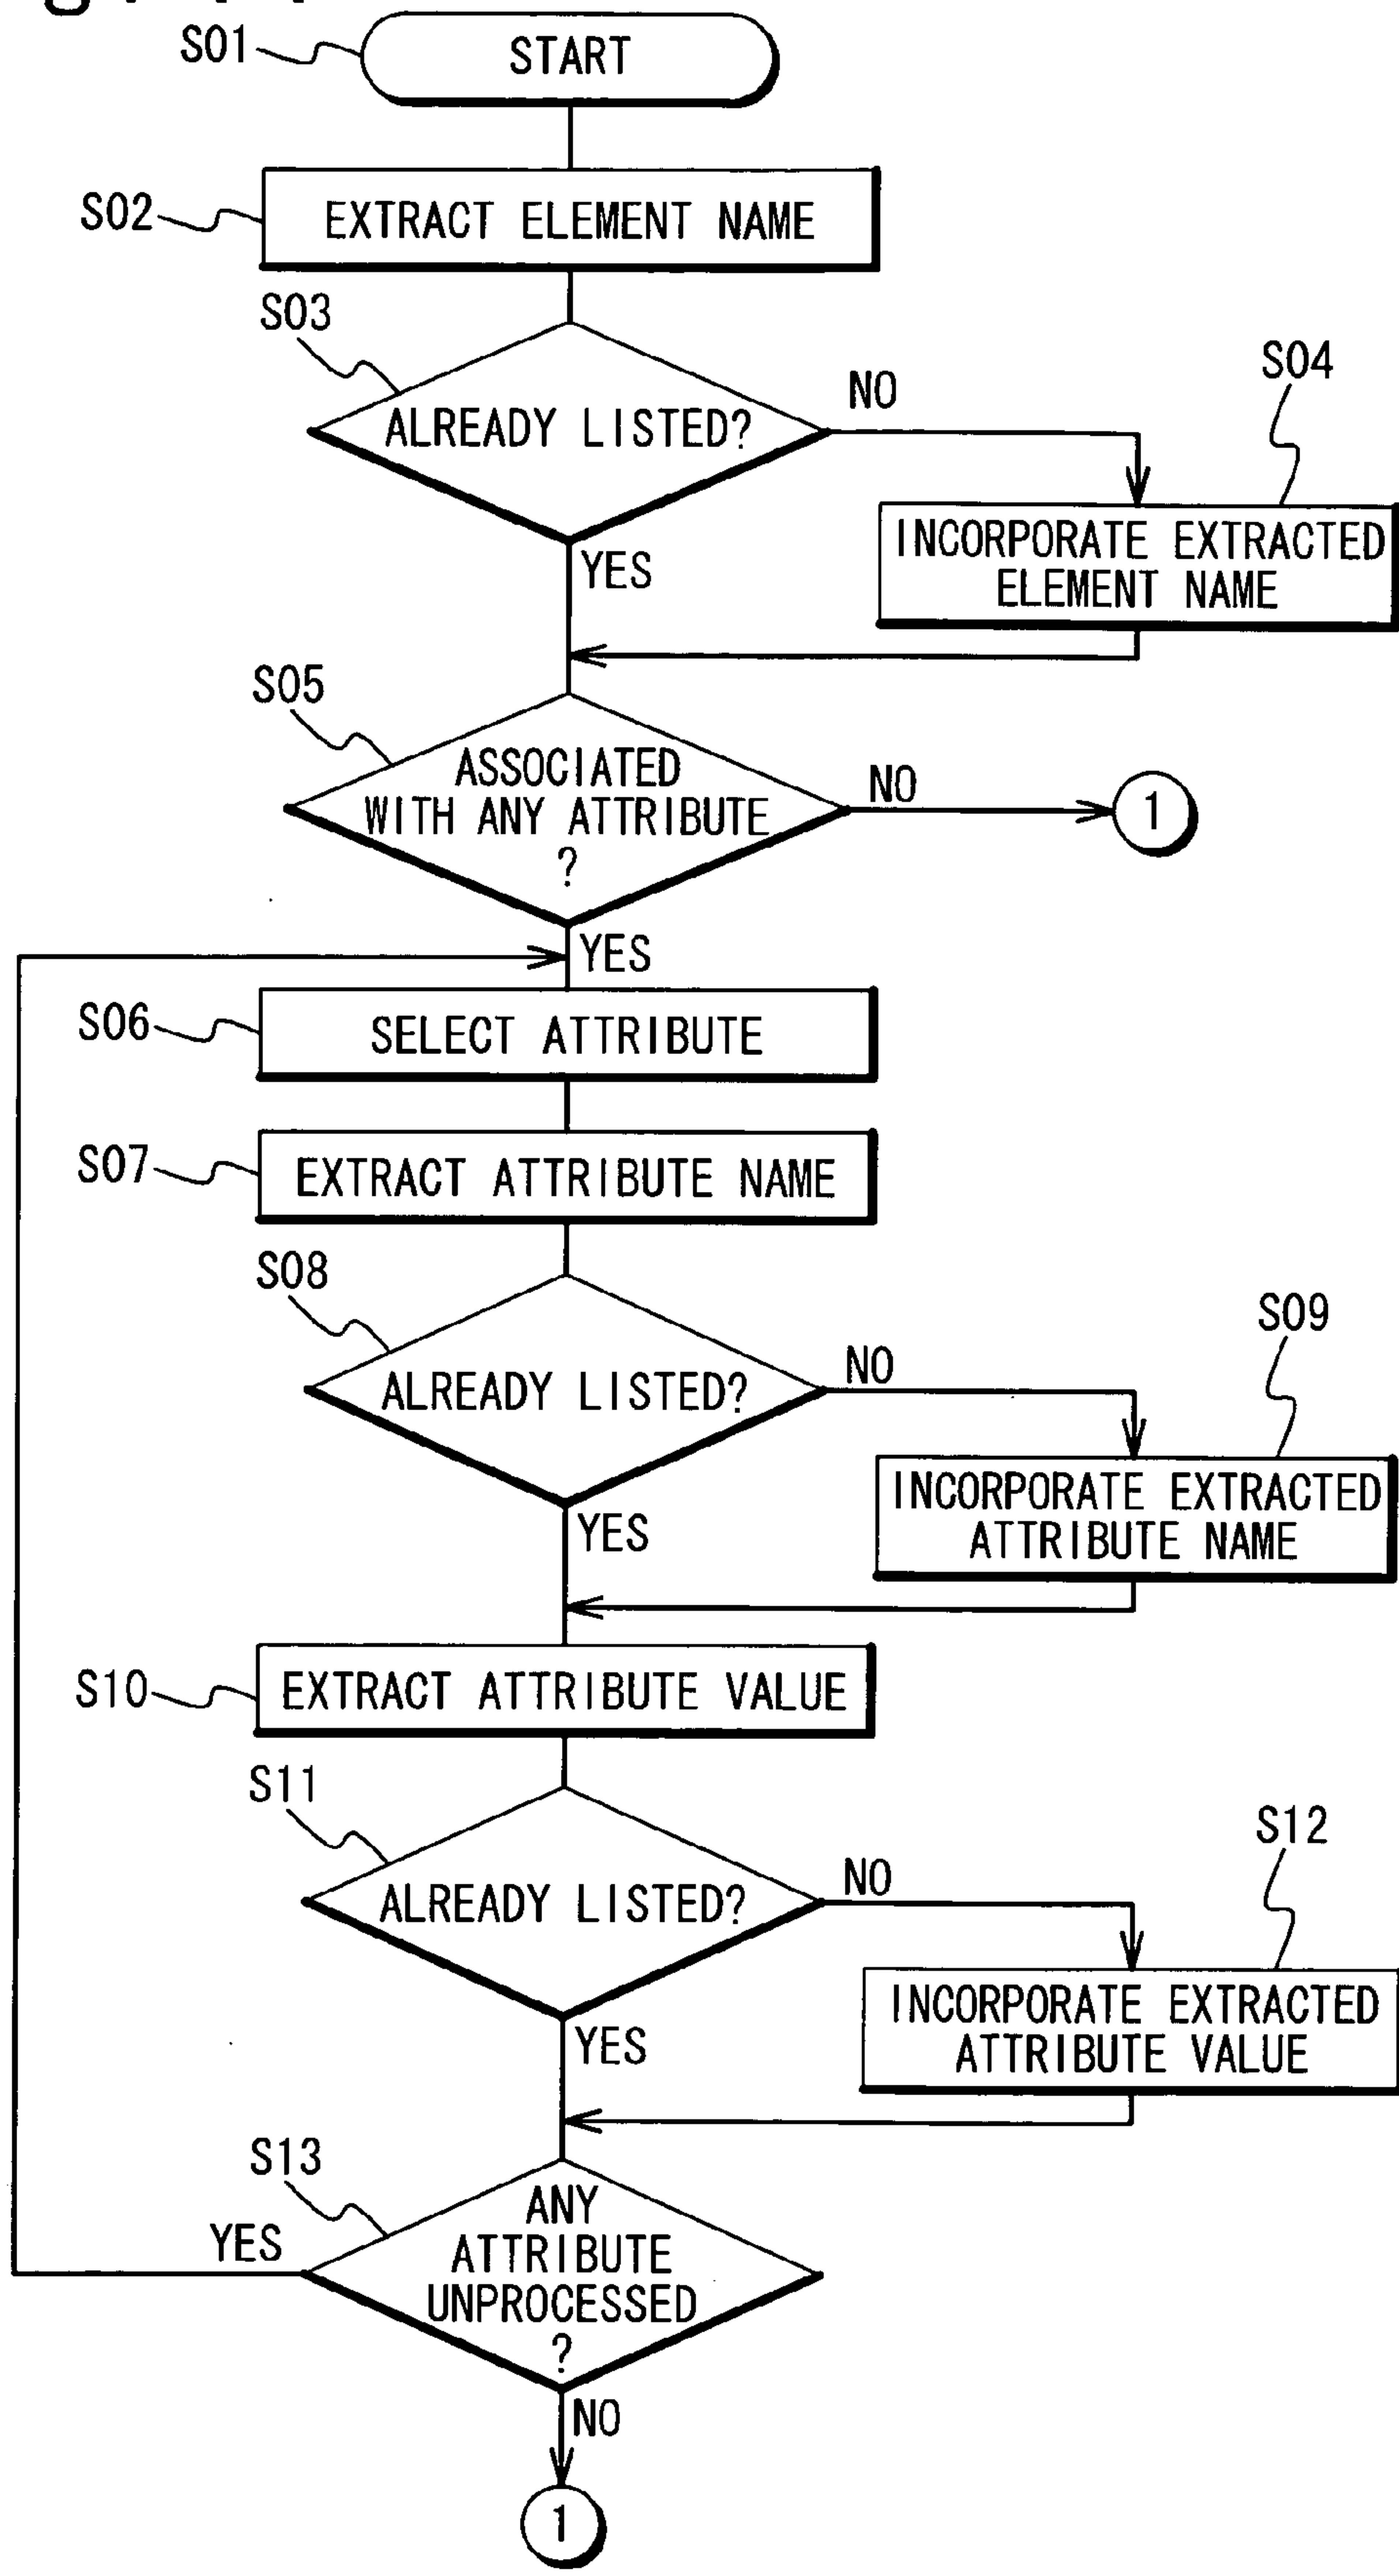 S01
START
S02
EXTRACT ELEMENT NAME
S03
ALREADY LISTED?
NO
S04
INCORPORATE EXTRACTED
ELEMENT NAME
YES
S05
ASSOCIATED
WITH ANY ATTRIBUTE
?
NO
1
YES
S06
SELECT ATTRIBUTE
S07
EXTRACT ATTRIBUTE NAME
S08
ALREADY LISTED?
NO
S09
INCORPORATE EXTRACTED
ATTRIBUTE NAME
YES
S10
EXTRACT ATTRIBUTE VALUE
S11
ALREADY LISTED?
NO
S12
INCORPORATE EXTRACTED
ATTRIBUTE VALUE
YES
S13
ANY
ATTRIBUTE
UNPROCESSED
?
YES
NO
1